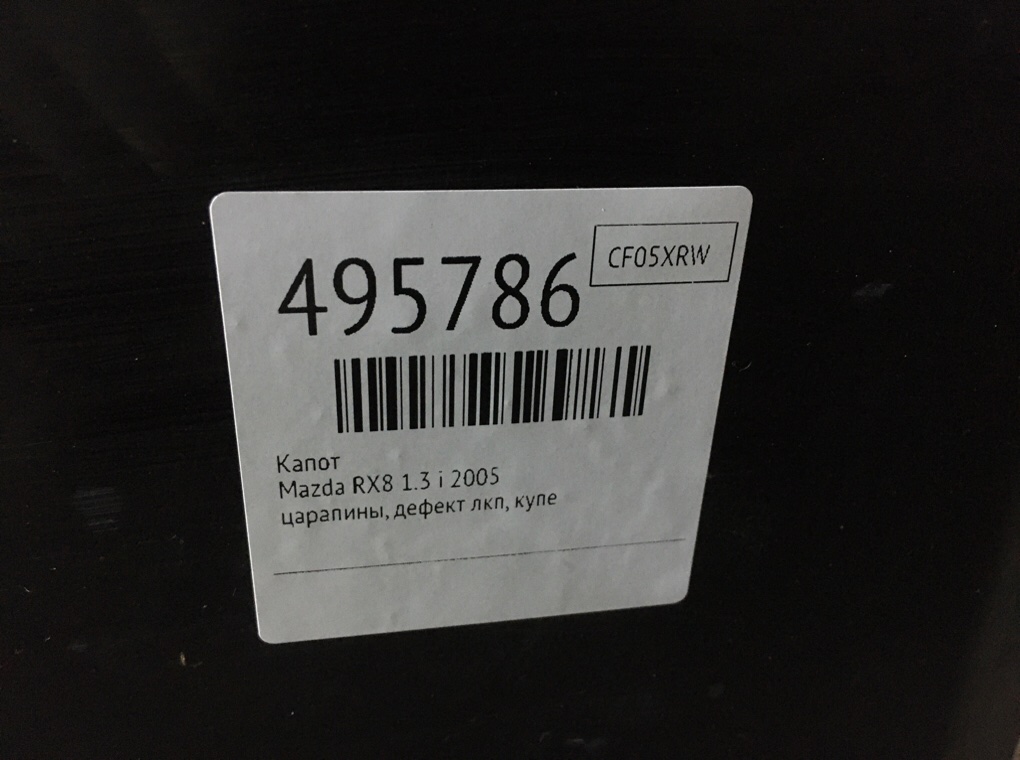 495786
CF05XRW
Капот
Mazda RX8 1.3 i 2005
царапины, дефект лкп, купе